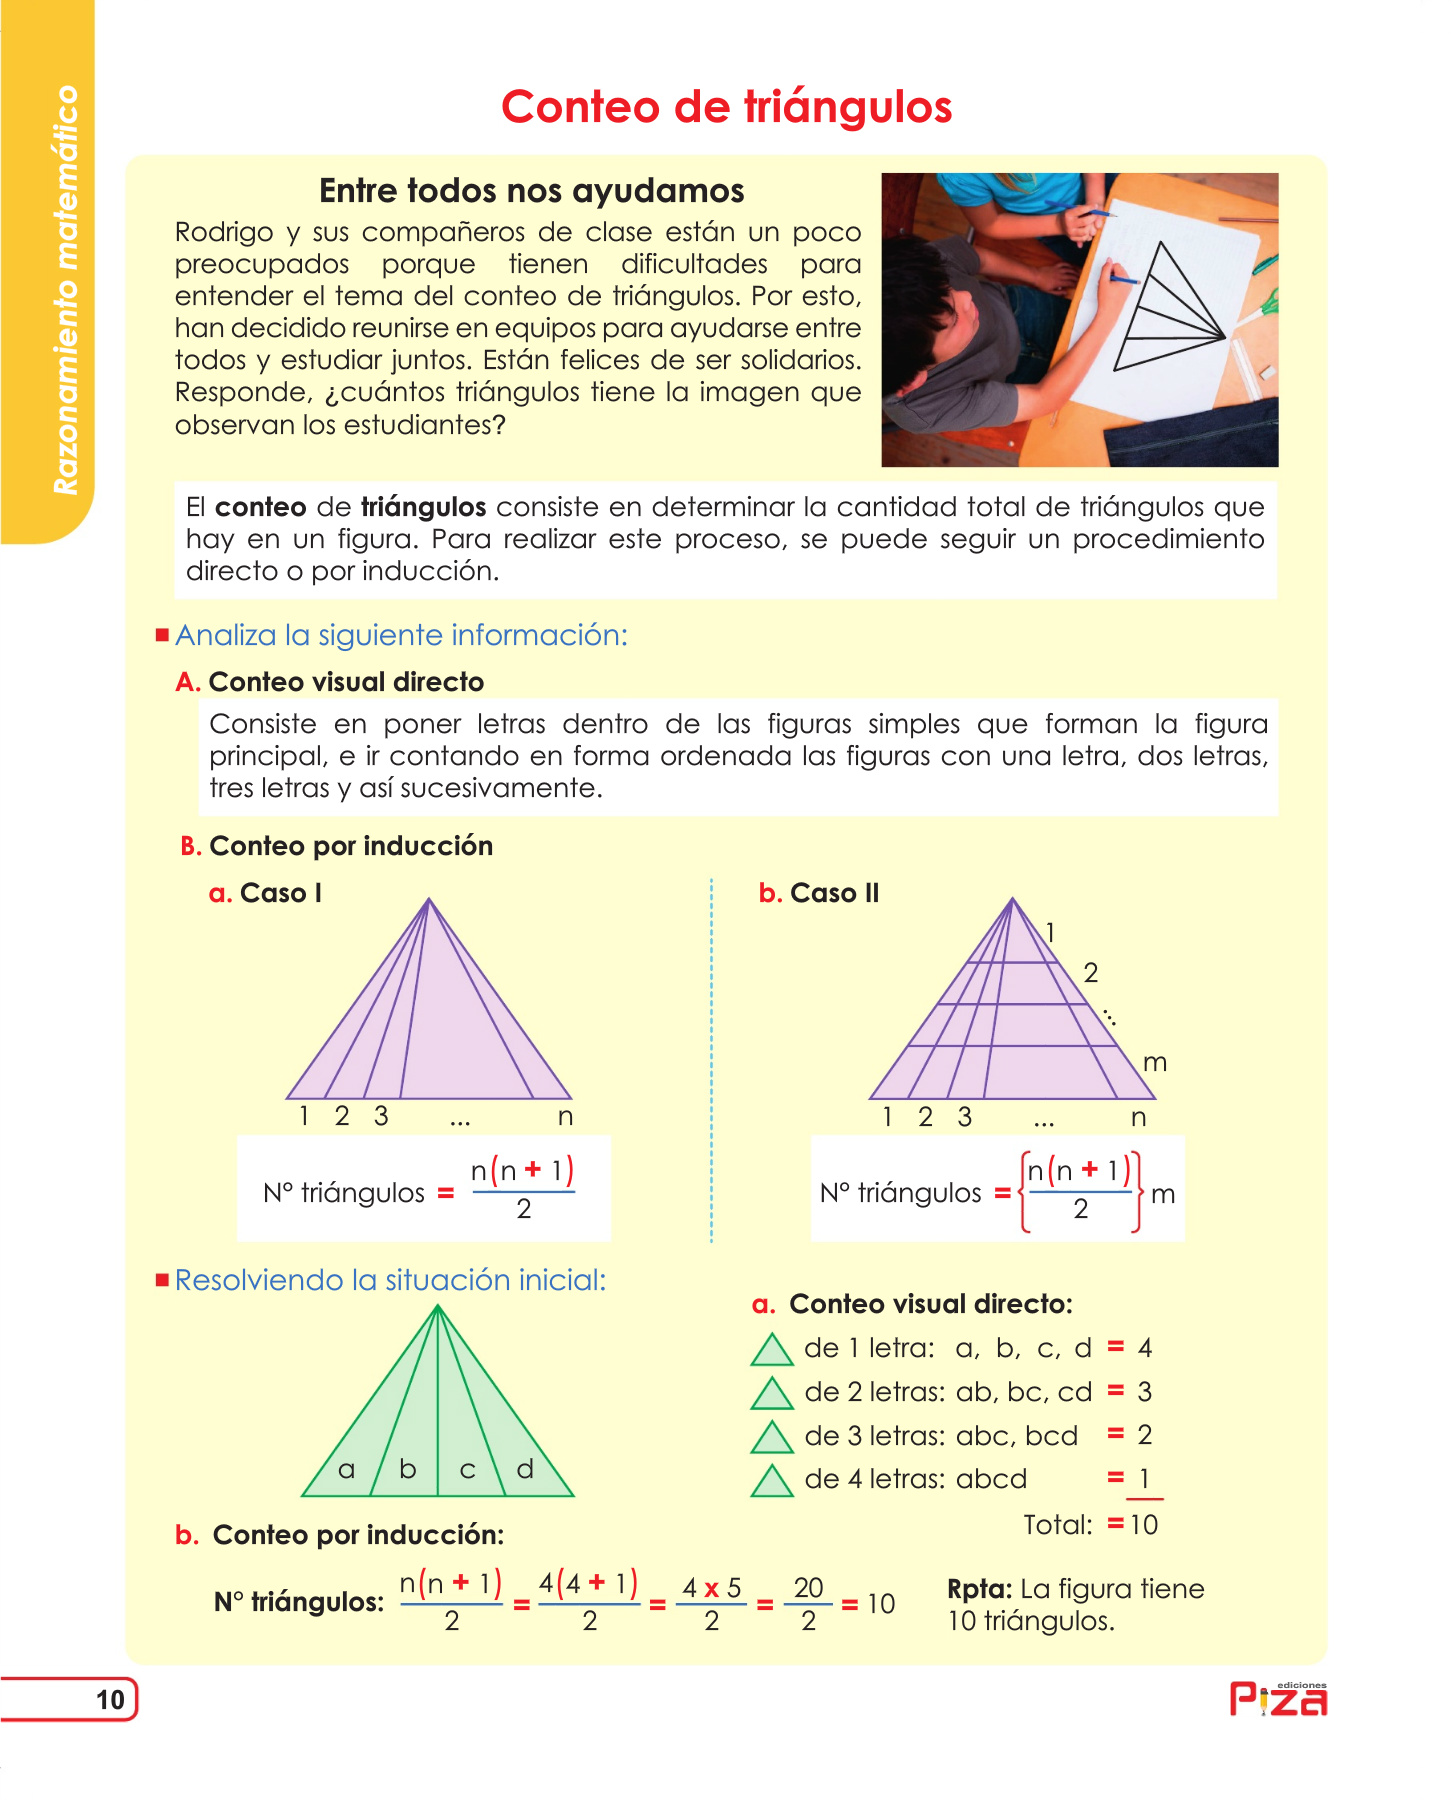 Razonamiento matemático
Conteo de triángulos
Entre todos nos ayudamos
Rodrigo y sus compañeros de clase están un poco
preocupados porque tienen dificultades para
entender el tema del conteo de triángulos. Por esto,
han decidido reunirse en equipos para ayudarse entre
todos y estudiar juntos. Están felices de ser solidarios.
Responde, ¿cuántos triángulos tiene la imagen que
observan los estudiantes?
El conteo de triángulos consiste en determinar la cantidad total de triángulos que
hay en un figura. Para realizar este proceso, se puede seguir un procedimiento
directo o por inducción.
Analiza la siguiente información:
A. Conteo visual directo
Consiste en poner letras dentro de las figuras simples que forman la figura
principal, e ir contando en forma ordenada las figuras con una letra, dos letras,
tres letras y así sucesivamente.
B. Conteo por inducción
a. Caso I
1 2 3 ... n
N° triángulos = n(n + 1)/2
b. Caso II
1
2
...
m
1 2 3 ... n
N° triángulos = {n(n + 1)/2} m
Resolviendo la situación inicial:
a b c d
a. Conteo visual directo:
de 1 letra: a, b, c, d = 4
de 2 letras: ab, bc, cd = 3
de 3 letras: abc, bcd = 2
de 4 letras: abcd = 1
Total: = 10
b. Conteo por inducción:
N° triángulos: n(n + 1)/2 = 4(4 + 1)/2 = 4 x 5/2 = 20/2 = 10
Rpta: La figura tiene
10 triángulos.
10
ediciones
Piza